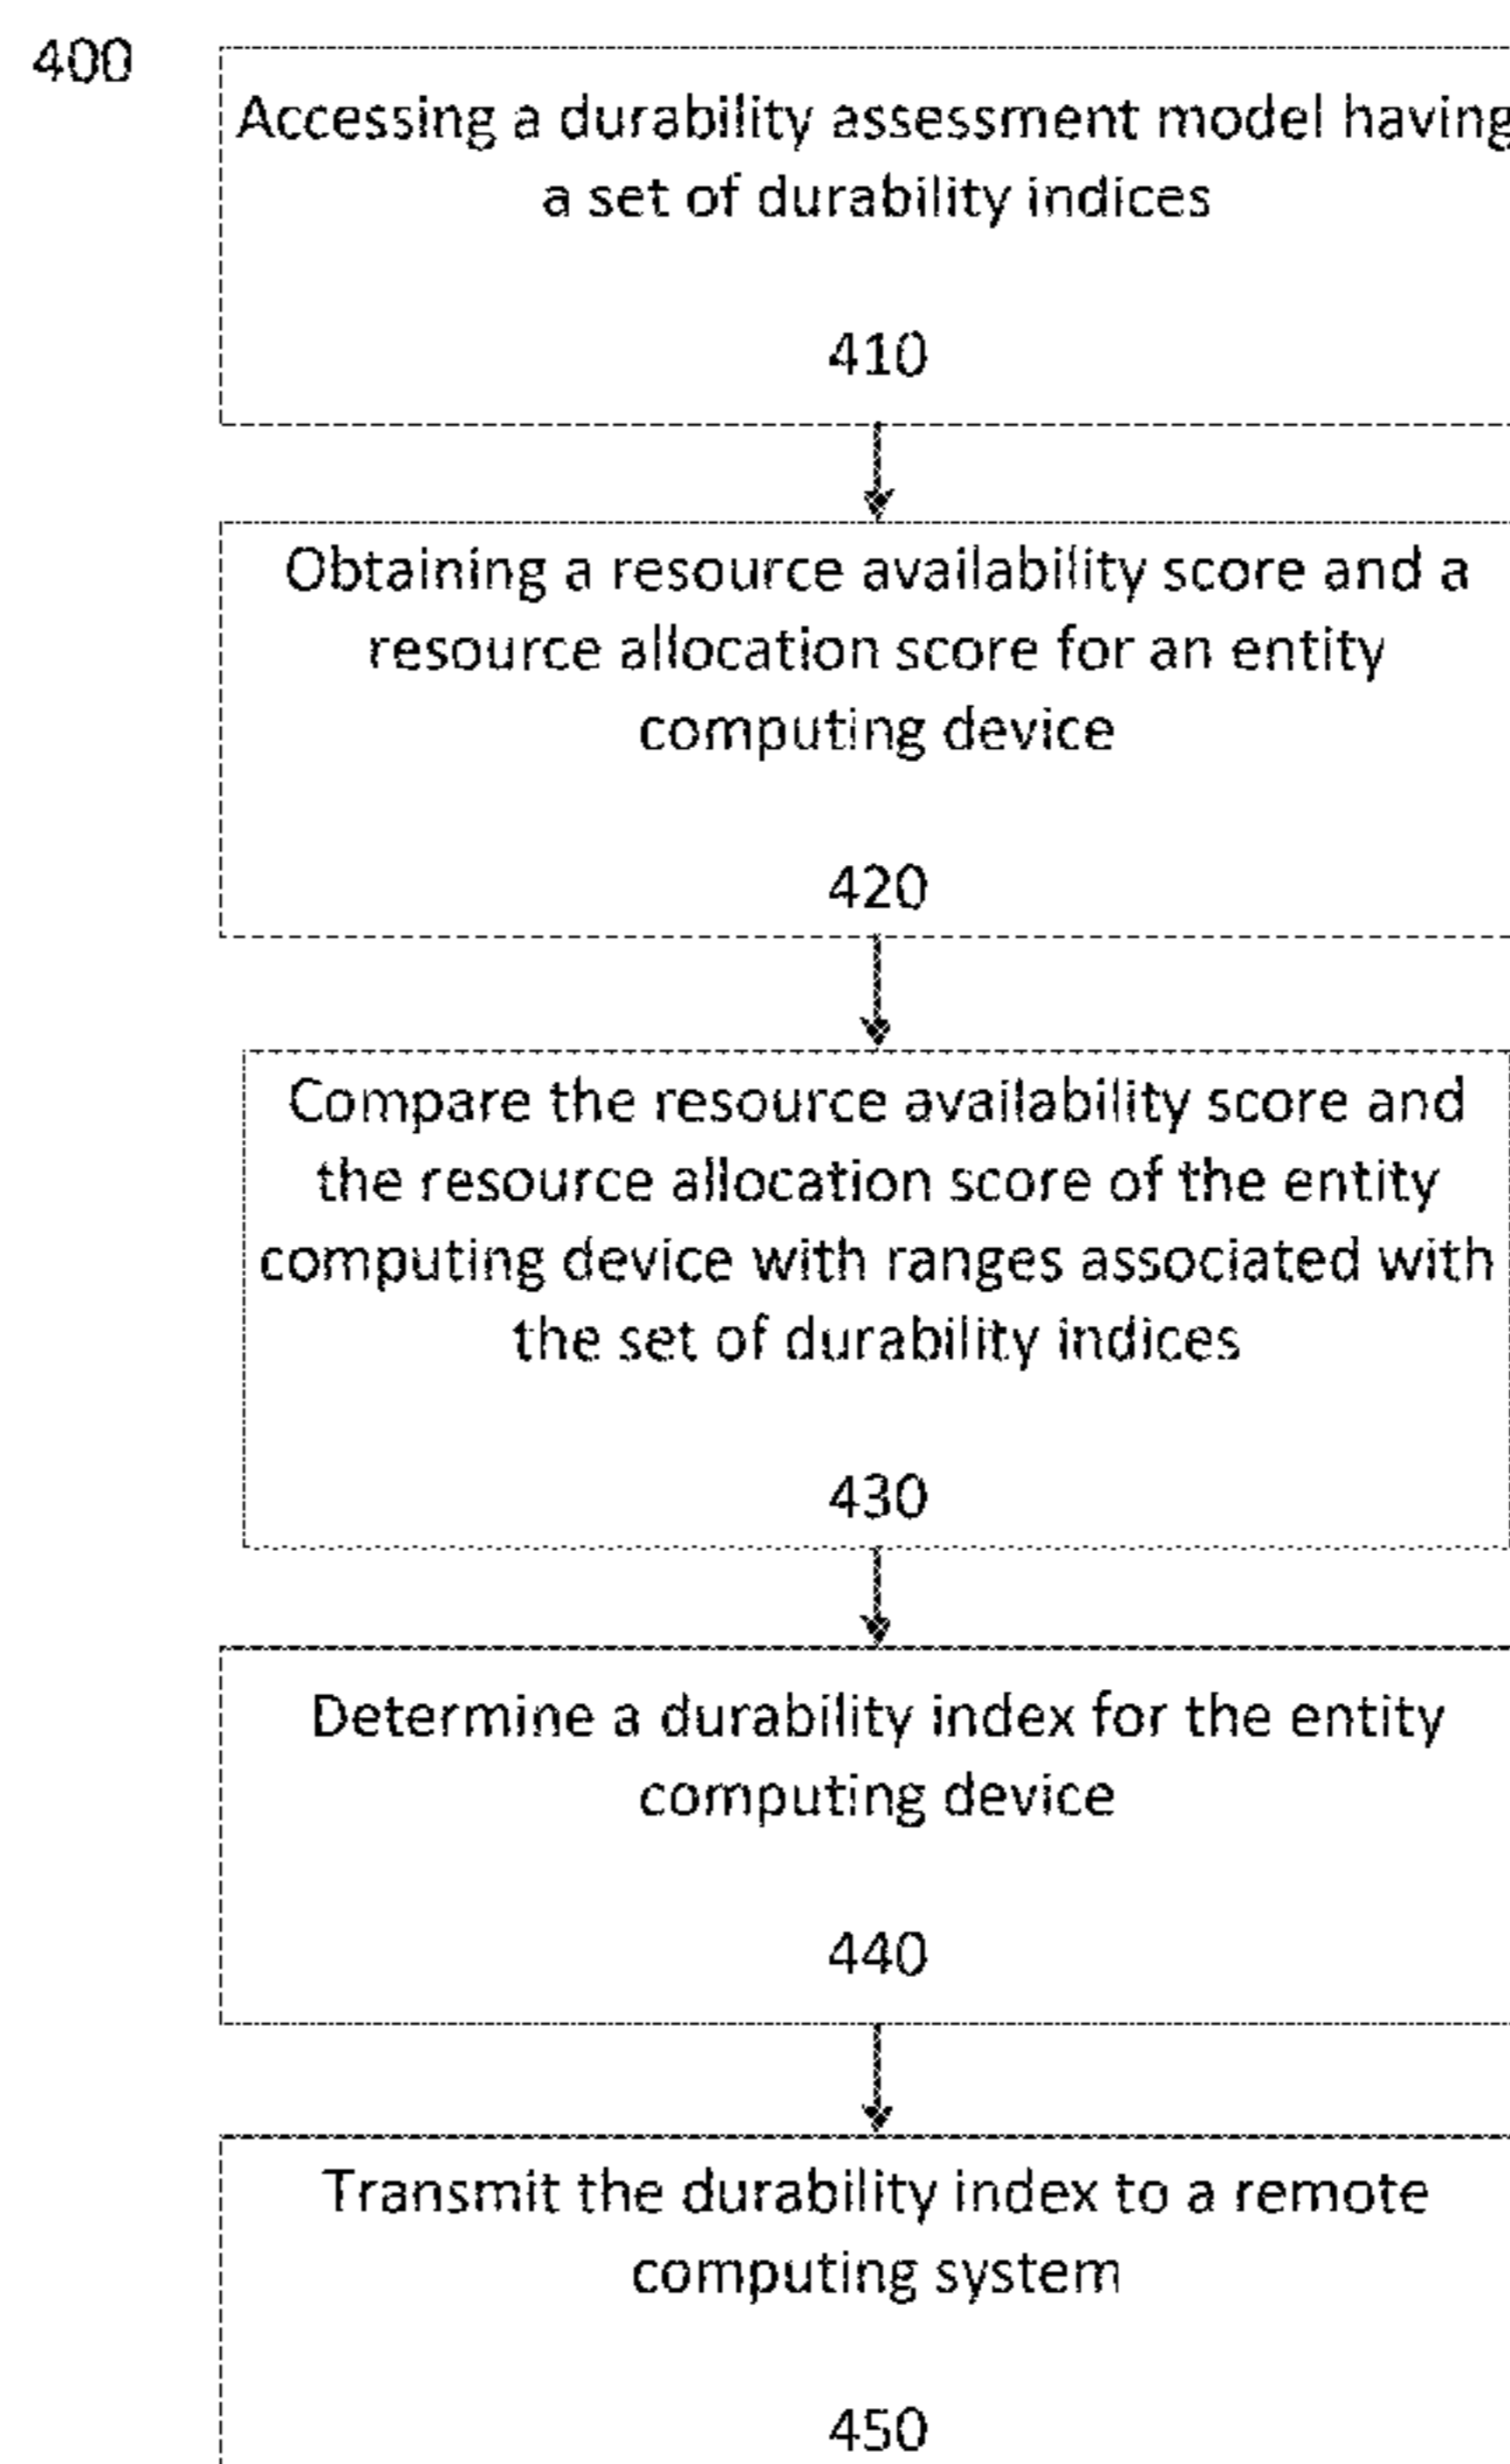 400
Accessing a durability assessment model having
a set of durability indices
410
Obtaining a resource availability score and a
resource allocation score for an entity
computing device
420
Compare the resource availability score and
the resource allocation score of the entity
computing device with ranges associated with
the set of durability indices
430
Determine a durability index for the entity
computing device
440
Transmit the durability index to a remote
computing system
450